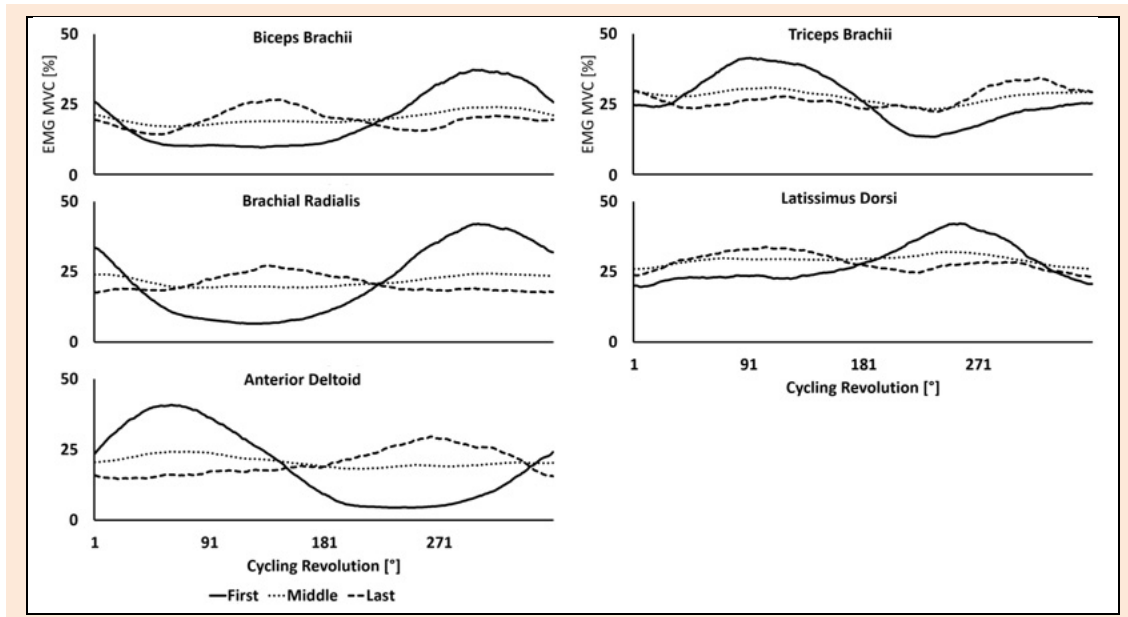 Biceps Brachii
EMG MVC [%]
50
25
0
Triceps Brachii
EMG MVC [%]
50
25
0
Brachial Radialis
50
25
0
Latissimus Dorsi
50
25
0
1 91 181 271
Cycling Revolution [°]
Anterior Deltoid
50
25
0
1 91 181 271
Cycling Revolution [°]
First Middle Last